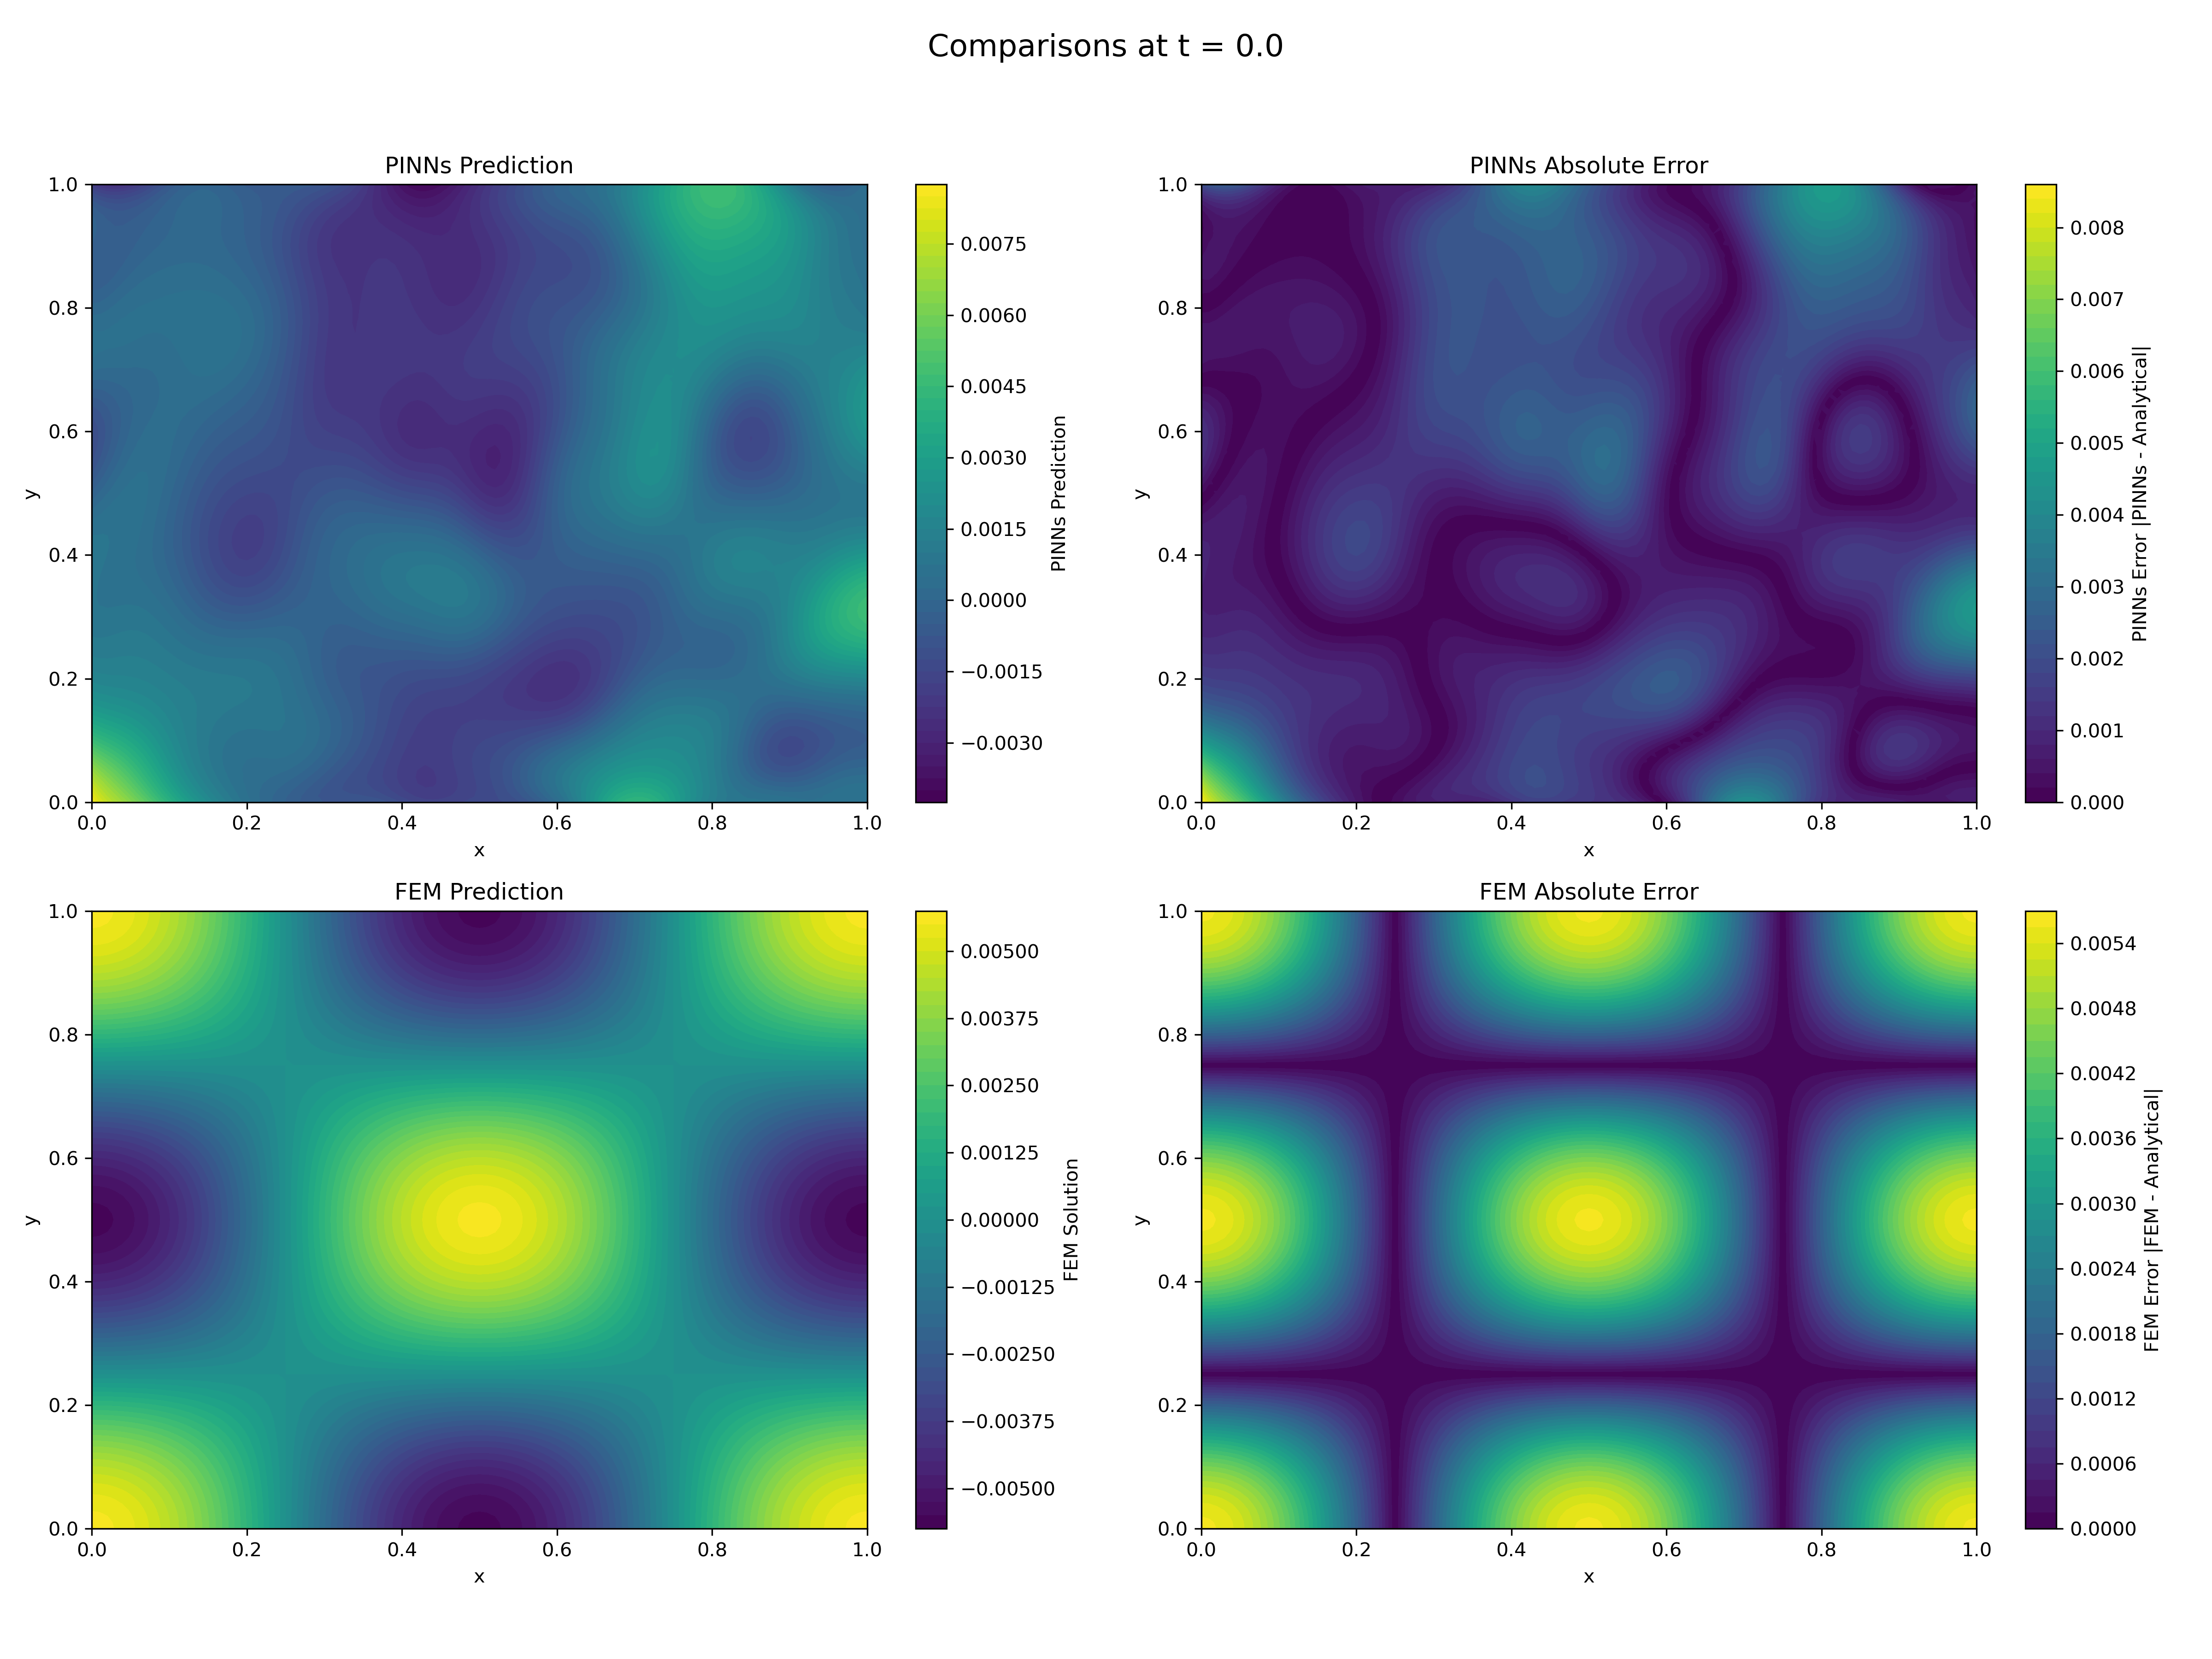 Comparisons at t = 0.0
PINNs Prediction
1.0
0.8
0.6
0.4
0.2
0.0
y
0.0 0.2 0.4 0.6 0.8 1.0
x
0.0075
0.0060
0.0045
0.0030
0.0015
0.0000
−0.0015
−0.0030
PINNs Prediction
PINNs Absolute Error
1.0
0.8
0.6
0.4
0.2
0.0
y
0.0 0.2 0.4 0.6 0.8 1.0
x
0.008
0.007
0.006
0.005
0.004
0.003
0.002
0.001
0.000
PINNs Error |PINNs - Analytical|
FEM Prediction
1.0
0.8
0.6
0.4
0.2
0.0
y
0.0 0.2 0.4 0.6 0.8 1.0
x
0.00500
0.00375
0.00250
0.00125
0.00000
−0.00125
−0.00250
−0.00375
−0.00500
FEM Solution
FEM Absolute Error
1.0
0.8
0.6
0.4
0.2
0.0
y
0.0 0.2 0.4 0.6 0.8 1.0
x
0.0054
0.0048
0.0042
0.0036
0.0030
0.0024
0.0018
0.0012
0.0006
0.0000
FEM Error |FEM - Analytical|